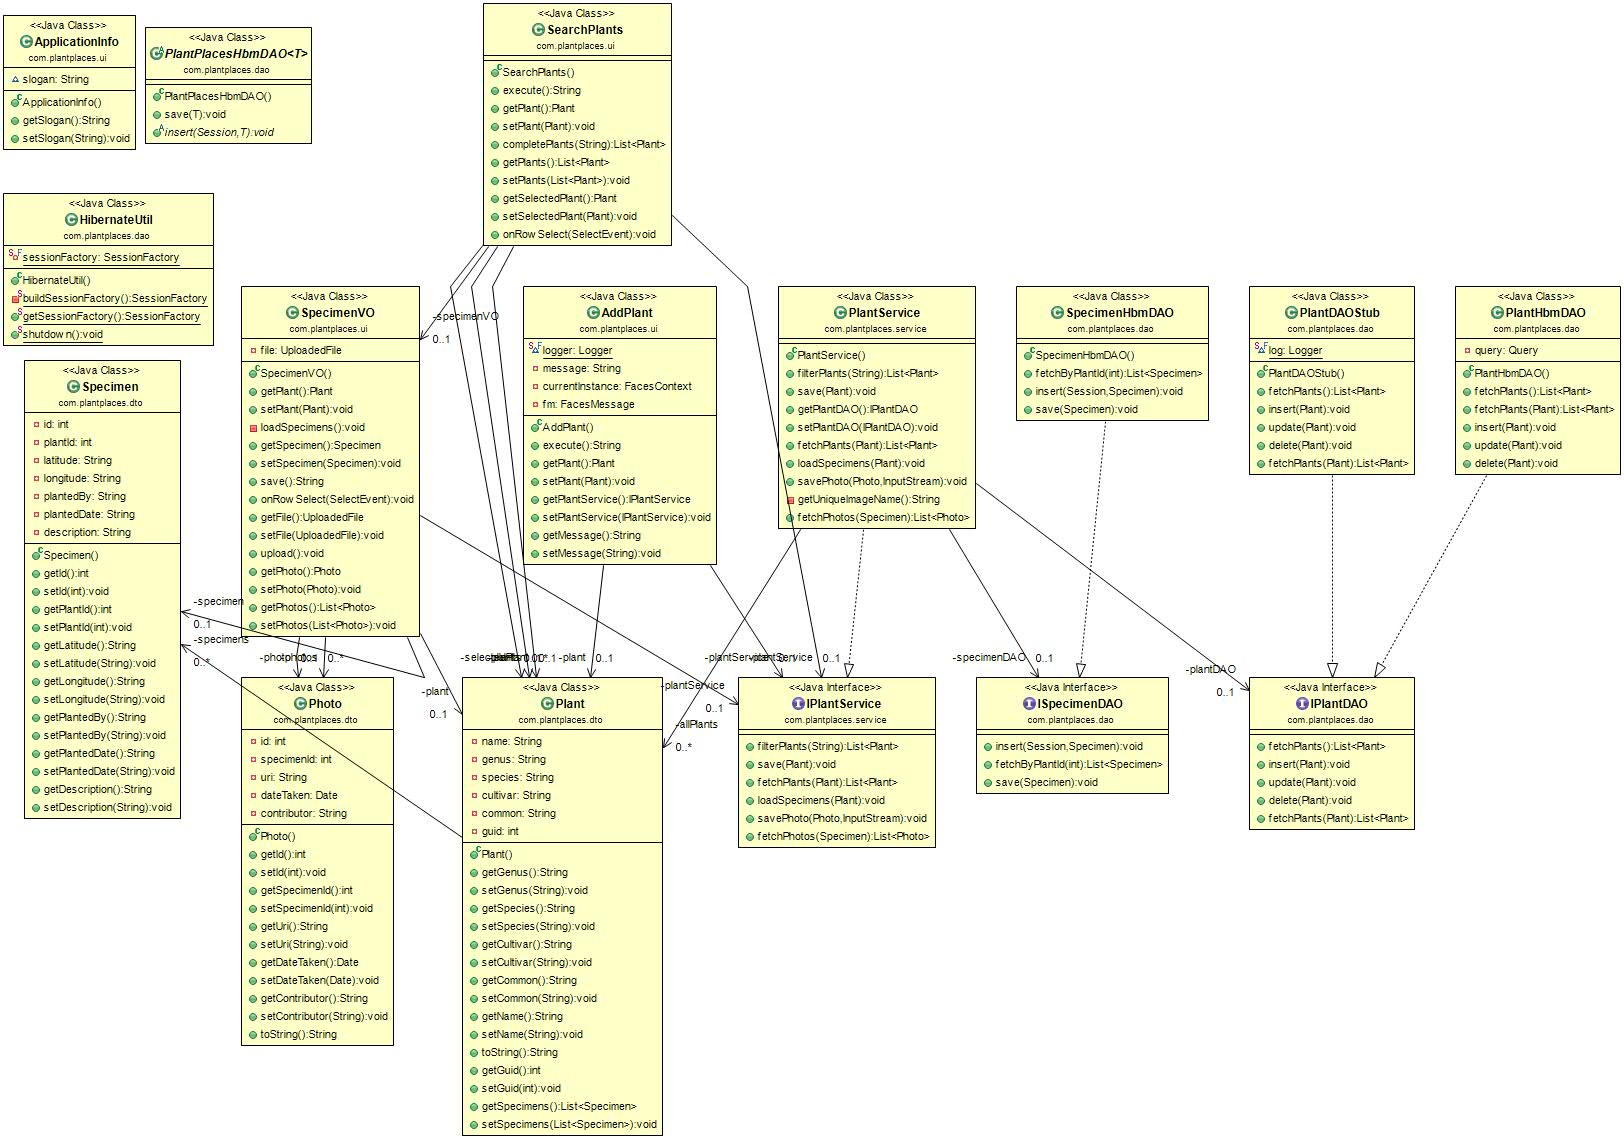 <<Java Class>>
ApplicationInfo
com.plantplaces.ui
slogan: String
ApplicationInfo()
getSlogan():String
setSlogan(String):void
<<Java Class>>
PlantPlacesHbmDAO<T>
com.plantplaces.dao
PlantPlacesHbmDAO()
save(T):void
insert(Session,T):void
<<Java Class>>
SearchPlants
com.plantplaces.ui
SearchPlants()
execute():String
getPlant():Plant
setPlant(Plant):void
completePlants(String):List<Plant>
getPlants():List<Plant>
setPlants(List<Plant>):void
getSelectedPlant():Plant
setSelectedPlant(Plant):void
onRowSelect(SelectEvent):void
<<Java Class>>
HibernateUtil
com.plantplaces.dao
sessionFactory: SessionFactory
HibernateUtil()
buildSessionFactory():SessionFactory
getSessionFactory():SessionFactory
shutdown():void
<<Java Class>>
SpecimenVO
com.plantplaces.ui
file: UploadedFile
SpecimenVO()
getPlant():Plant
setPlant(Plant):void
loadSpecimens():void
getSpecimen():Specimen
setSpecimen(Specimen):void
save():String
onRowSelect(SelectEvent):void
getFile():UploadedFile
setFile(UploadedFile):void
upload():void
getPhoto():Photo
setPhoto(Photo):void
getPhotos():List<Photo>
setPhotos(List<Photo>):void
-specimenVO
0..1
<<Java Class>>
AddPlant
com.plantplaces.ui
logger: Logger
message: String
currentInstance: FacesContext
fm: FacesMessage
AddPlant()
execute():String
getPlant():Plant
setPlant(Plant):void
getPlantService():IPlantService
setPlantService(IPlantService):void
getMessage():String
setMessage(String):void
<<Java Class>>
PlantService
com.plantplaces.service
PlantService()
filterPlants(String):List<Plant>
save(Plant):void
getPlantDAO():IPlantDAO
setPlantDAO(IPlantDAO):void
fetchPlants(Plant):List<Plant>
loadSpecimens(Plant):void
savePhoto(Photo,InputStream):void
getUniqueImageName():String
fetchPhotos(Specimen):List<Photo>
<<Java Class>>
SpecimenHbmDAO
com.plantplaces.dao
SpecimenHbmDAO()
fetchByPlantId(int):List<Specimen>
insert(Session,Specimen):void
save(Specimen):void
<<Java Class>>
PlantDAOStub
com.plantplaces.dao
log: Logger
PlantDAOStub()
fetchPlants():List<Plant>
insert(Plant):void
update(Plant):void
delete(Plant):void
fetchPlants(Plant):List<Plant>
<<Java Class>>
PlantHbmDAO
com.plantplaces.dao
query: Query
PlantHbmDAO()
fetchPlants():List<Plant>
fetchPlants(Plant):List<Plant>
insert(Plant):void
update(Plant):void
delete(Plant):void
<<Java Class>>
Specimen
com.plantplaces.dto
id: int
plantId: int
latitude: String
longitude: String
plantedBy: String
plantedDate: String
description: String
Specimen()
getId():int
setId(int):void
getPlantId():int
setPlantId(int):void
getLatitude():String
setLatitude(String):void
getLongitude():String
setLongitude(String):void
getPlantedBy():String
setPlantedBy(String):void
getPlantedDate():String
setPlantedDate(String):void
getDescription():String
setDescription(String):void
-specimen
0..1
-specimens
0..*
0..*
-plant
0..1
-plant
0..1
0..1
-plantService
0..1
-allPlants
0..*
-specimenDAO
0..1
-plantDAO
0..1
<<Java Class>>
Photo
com.plantplaces.dto
id: int
specimenId: int
uri: String
dateTaken: Date
contributor: String
Photo()
getId():int
setId(int):void
getSpecimenId():int
setSpecimenId(int):void
getUri():String
setUri(String):void
getDateTaken():Date
setDateTaken(Date):void
getContributor():String
setContributor(String):void
toString():String
<<Java Class>>
Plant
com.plantplaces.dto
name: String
genus: String
species: String
cultivar: String
common: String
guid: int
Plant()
getGenus():String
setGenus(String):void
getSpecies():String
setSpecies(String):void
getCultivar():String
setCultivar(String):void
getCommon():String
setCommon(String):void
getName():String
setName(String):void
toString():String
getGuid():int
setGuid(int):void
getSpecimens():List<Specimen>
setSpecimens(List<Specimen>):void
<<Java Interface>>
IPlantService
com.plantplaces.service
filterPlants(String):List<Plant>
save(Plant):void
fetchPlants(Plant):List<Plant>
loadSpecimens(Plant):void
savePhoto(Photo,InputStream):void
fetchPhotos(Specimen):List<Photo>
<<Java Interface>>
ISpecimenDAO
com.plantplaces.dao
insert(Session,Specimen):void
fetchByPlantId(int):List<Specimen>
save(Specimen):void
<<Java Interface>>
IPlantDAO
com.plantplaces.dao
fetchPlants():List<Plant>
insert(Plant):void
update(Plant):void
delete(Plant):void
fetchPlants(Plant):List<Plant>